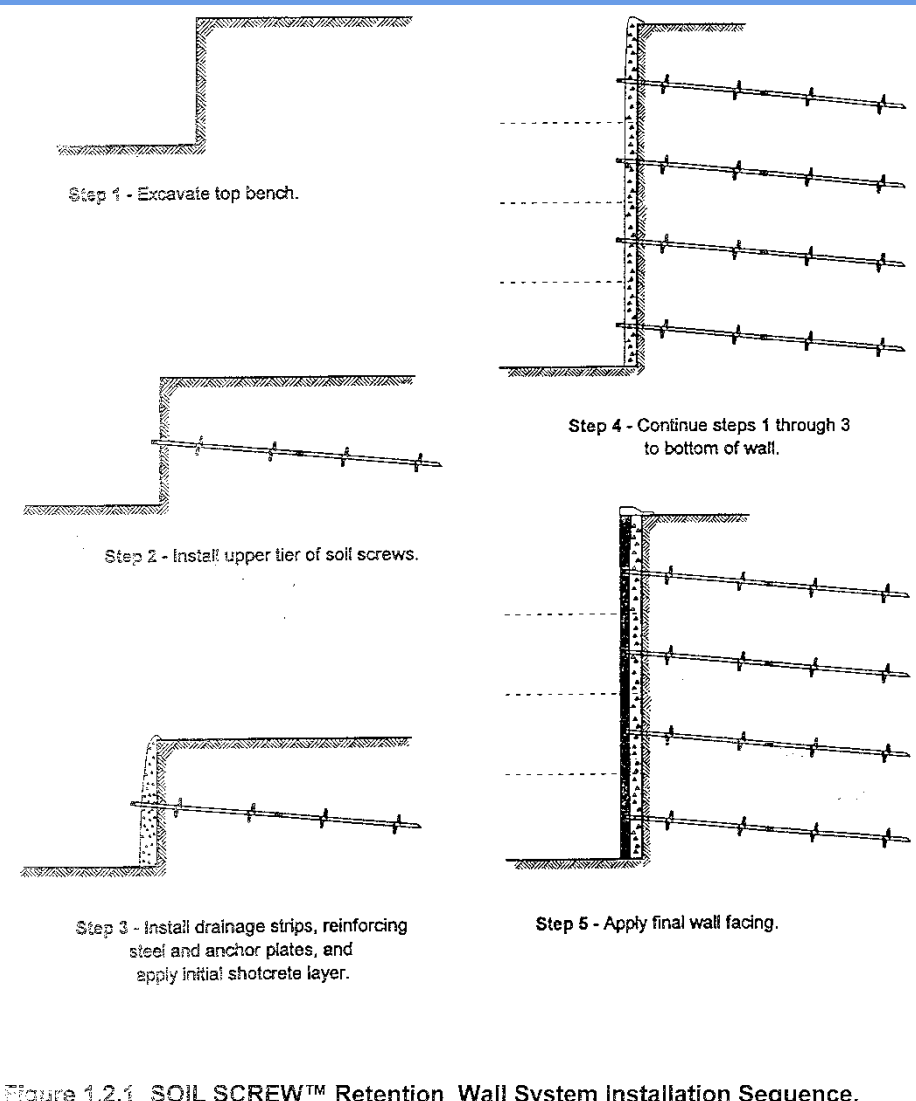 Step 1 - Excavate top bench.
Step 2 - Install upper tier of soil screws.
Step 3 - Install drainage strips, reinforcing
steel and anchor plates, and
apply initial shotcrete layer.
Step 4 - Continue steps 1 through 3
to bottom of wall.
Step 5 - Apply final wall facing.
Figure 1.2.1 SOIL SCREW™ Retention Wall System Installation Sequence.